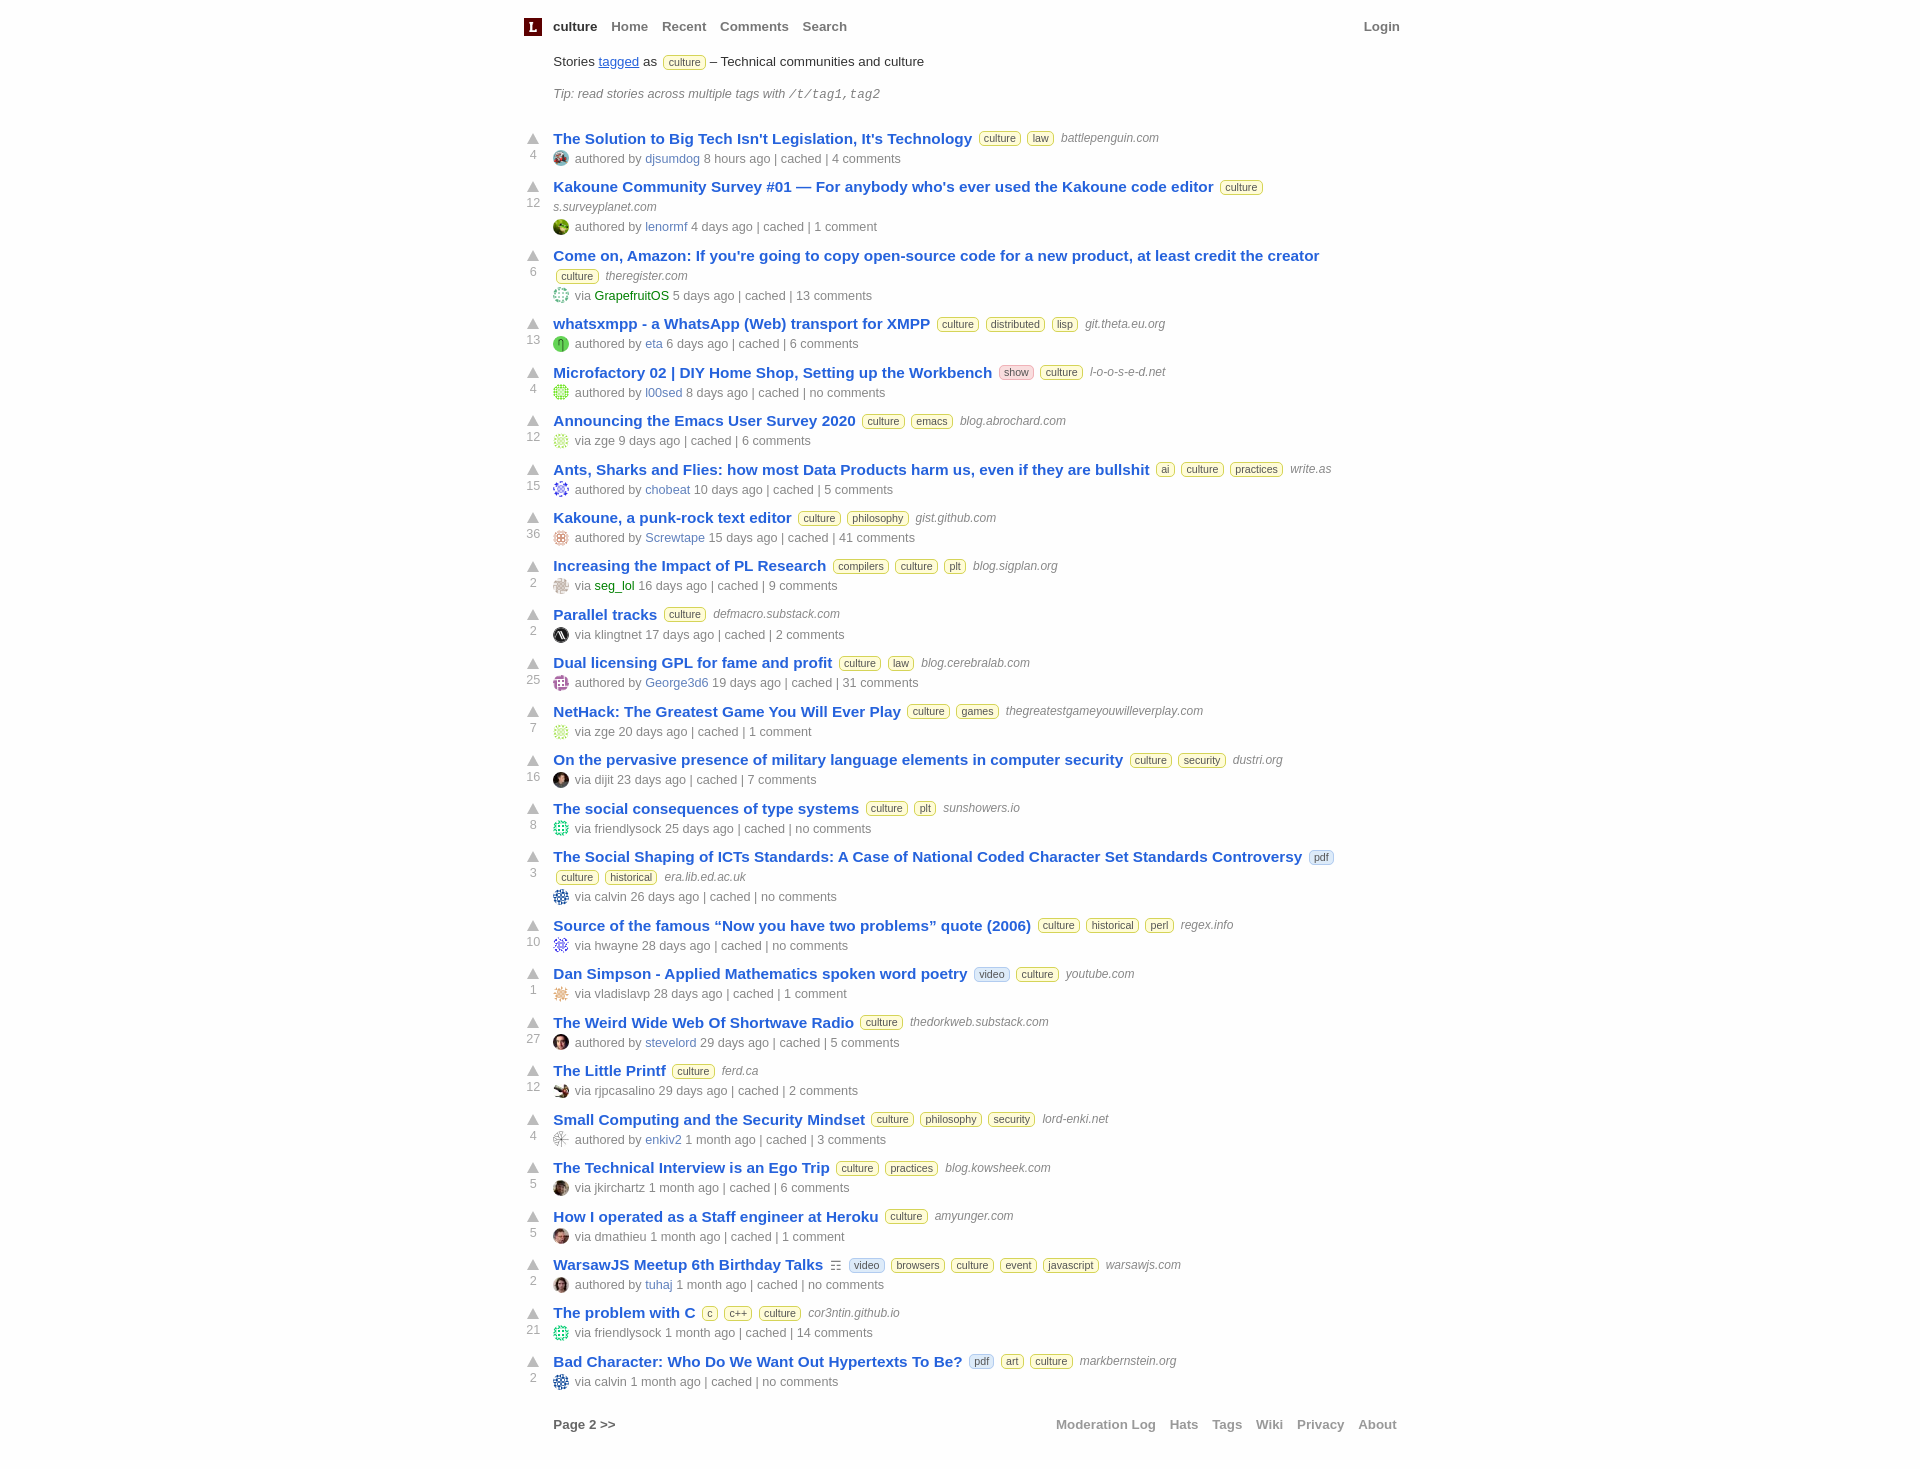 L culture Home Recent Comments Search Login
Stories tagged as culture – Technical communities and culture
Tip: read stories across multiple tags with /t/tag1,tag2
The Solution to Big Tech Isn't Legislation, It's Technology culture law battlepenguin.com
4 authored by djsumdog 8 hours ago | cached | 4 comments
Kakoune Community Survey #01 — For anybody who's ever used the Kakoune code editor culture
12 s.surveyplanet.com
authored by lenormf 4 days ago | cached | 1 comment
Come on, Amazon: If you're going to copy open-source code for a new product, at least credit the creator
6 culture theregister.com
via GrapefruitOS 5 days ago | cached | 13 comments
whatsxmpp - a WhatsApp (Web) transport for XMPP culture distributed lisp git.theta.eu.org
13 authored by eta 6 days ago | cached | 6 comments
Microfactory 02 | DIY Home Shop, Setting up the Workbench show culture l-o-o-s-e-d.net
4 authored by l00sed 8 days ago | cached | no comments
Announcing the Emacs User Survey 2020 culture emacs blog.abrochard.com
12 via zge 9 days ago | cached | 6 comments
Ants, Sharks and Flies: how most Data Products harm us, even if they are bullshit ai culture practices write.as
15 authored by chobeat 10 days ago | cached | 5 comments
Kakoune, a punk-rock text editor culture philosophy gist.github.com
36 authored by Screwtape 15 days ago | cached | 41 comments
Increasing the Impact of PL Research compilers culture plt blog.sigplan.org
2 via seg_lol 16 days ago | cached | 9 comments
Parallel tracks culture defmacro.substack.com
2 via klingtnet 17 days ago | cached | 2 comments
Dual licensing GPL for fame and profit culture law blog.cerebralab.com
25 authored by George3d6 19 days ago | cached | 31 comments
NetHack: The Greatest Game You Will Ever Play culture games thegreatestgameyouwilleverplay.com
7 via zge 20 days ago | cached | 1 comment
On the pervasive presence of military language elements in computer security culture security dustri.org
16 via dijit 23 days ago | cached | 7 comments
The social consequences of type systems culture plt sunshowers.io
8 via friendlysock 25 days ago | cached | no comments
The Social Shaping of ICTs Standards: A Case of National Coded Character Set Standards Controversy pdf
3 culture historical era.lib.ed.ac.uk
via calvin 26 days ago | cached | no comments
Source of the famous “Now you have two problems” quote (2006) culture historical perl regex.info
10 via hwayne 28 days ago | cached | no comments
Dan Simpson - Applied Mathematics spoken word poetry video culture youtube.com
1 via vladislavp 28 days ago | cached | 1 comment
The Weird Wide Web Of Shortwave Radio culture thedorkweb.substack.com
27 authored by stevelord 29 days ago | cached | 5 comments
The Little Printf culture ferd.ca
12 via rjpcasalino 29 days ago | cached | 2 comments
Small Computing and the Security Mindset culture philosophy security lord-enki.net
4 authored by enkiv2 1 month ago | cached | 3 comments
The Technical Interview is an Ego Trip culture practices blog.kowsheek.com
5 via jkirchartz 1 month ago | cached | 6 comments
How I operated as a Staff engineer at Heroku culture amyunger.com
5 via dmathieu 1 month ago | cached | 1 comment
WarsawJS Meetup 6th Birthday Talks ☶ video browsers culture event javascript warsawjs.com
2 authored by tuhaj 1 month ago | cached | no comments
The problem with C c c++ culture cor3ntin.github.io
21 via friendlysock 1 month ago | cached | 14 comments
Bad Character: Who Do We Want Out Hypertexts To Be? pdf art culture markbernstein.org
2 via calvin 1 month ago | cached | no comments
Page 2 >> Moderation Log Hats Tags Wiki Privacy About